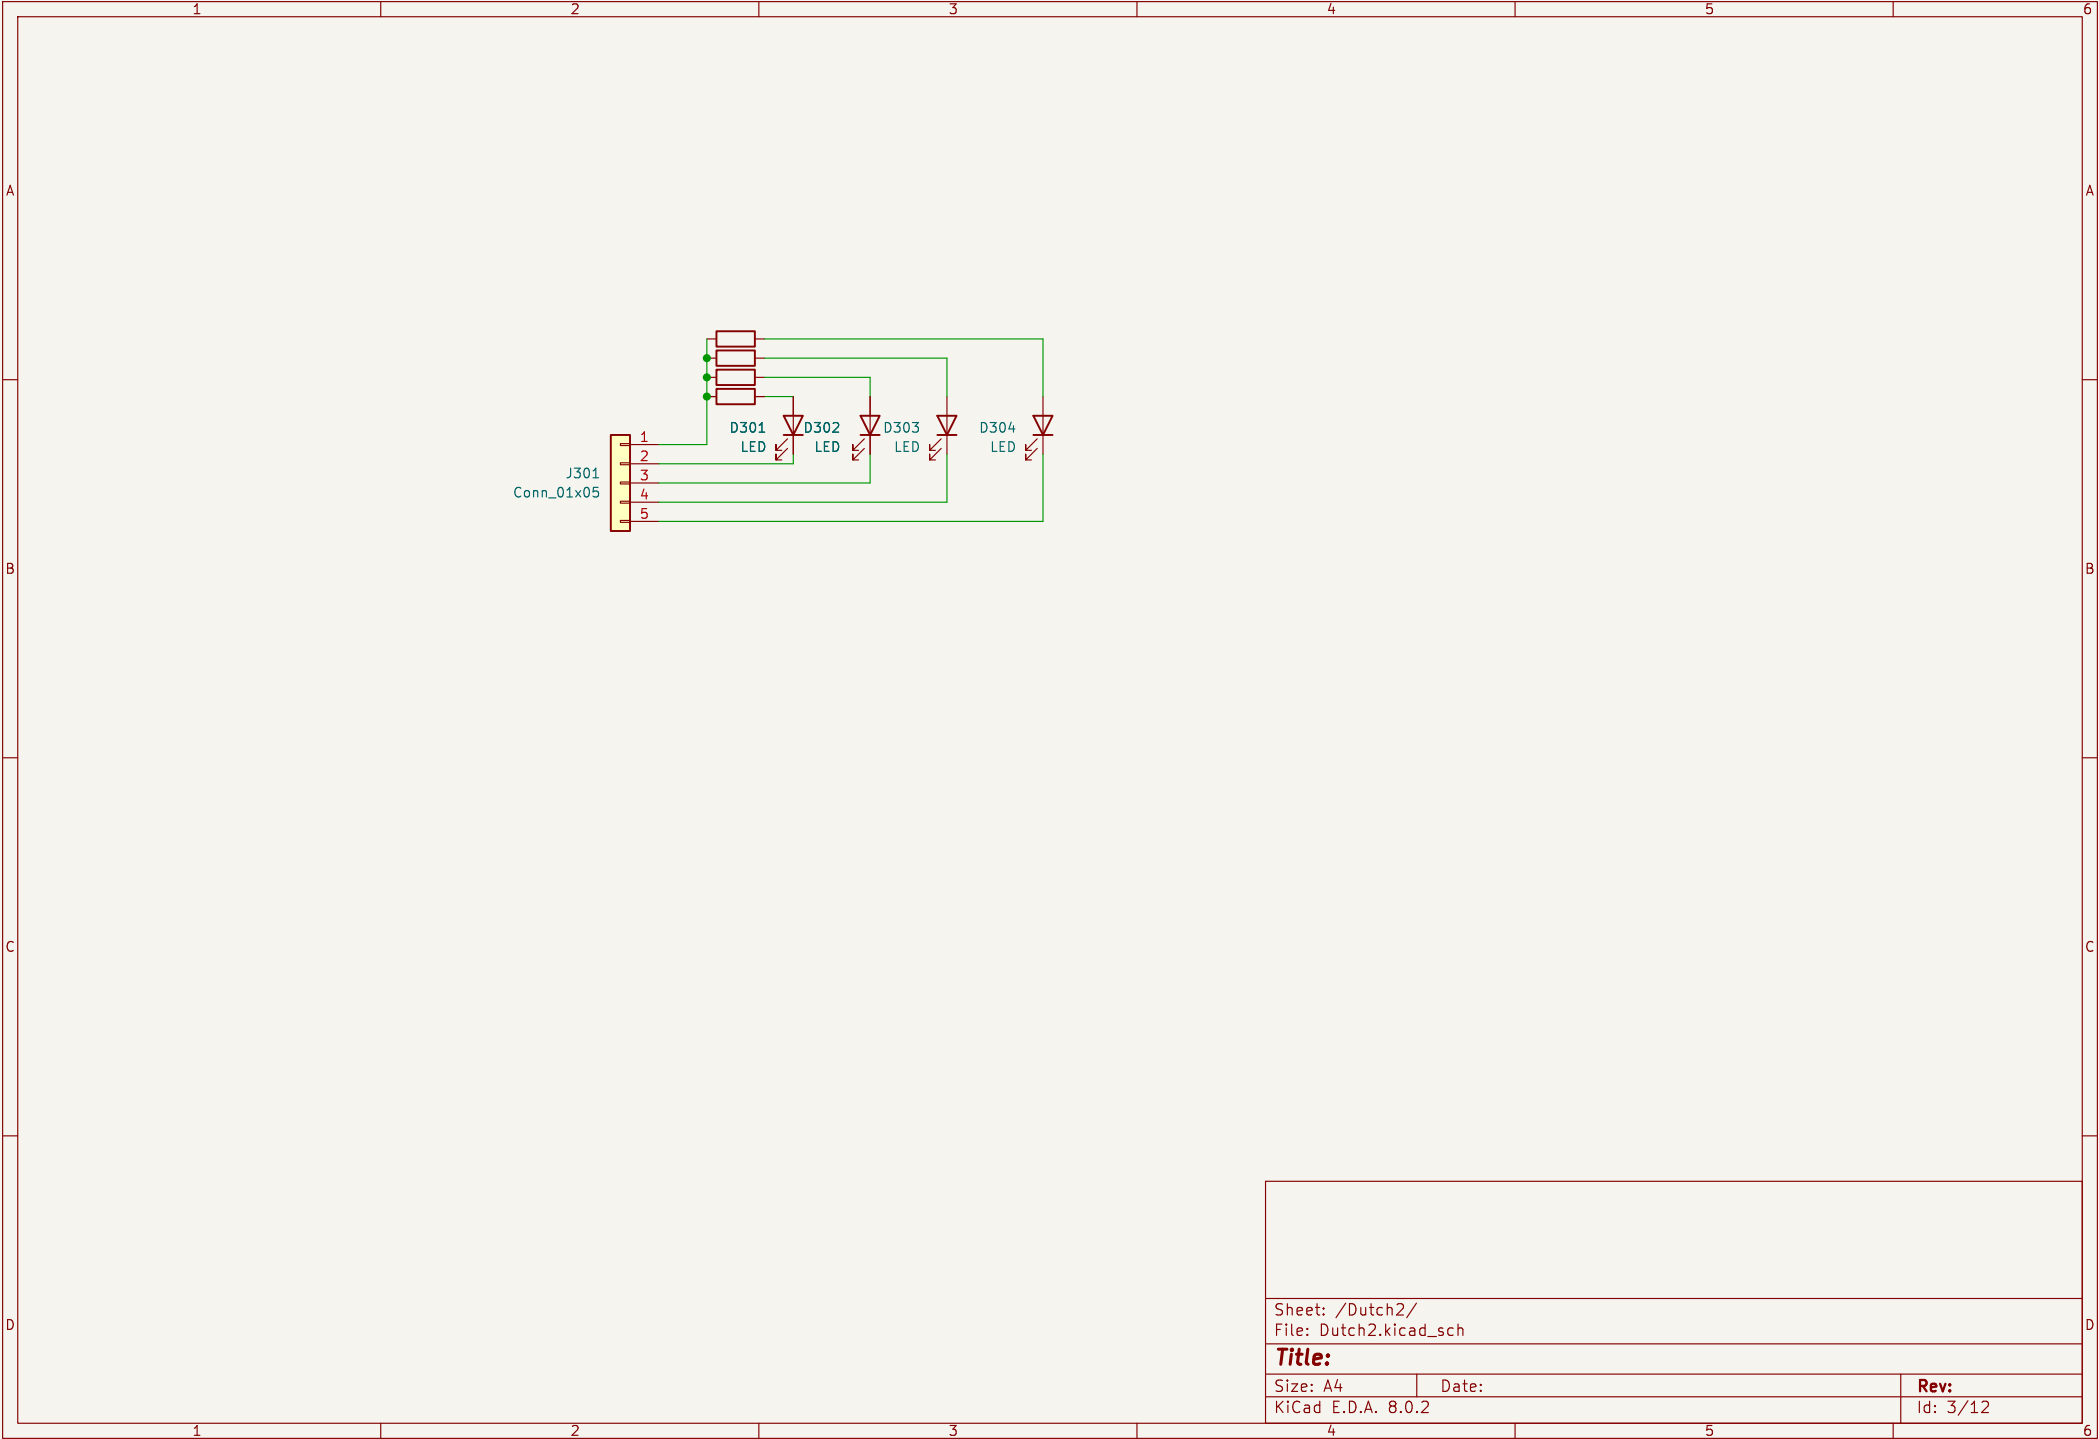 1 2 3 4 5 6
A A
D301 D302 D303 D304
LED LED LED LED
1
2
3
4
5
J301
Conn_01x05
B B
C C
Sheet: /Dutch2/
File: Dutch2.kicad_sch
D D
Title:
Size: A4 Date: Rev:
KiCad E.D.A. 8.0.2 Id: 3/12
1 2 3 4 5 6